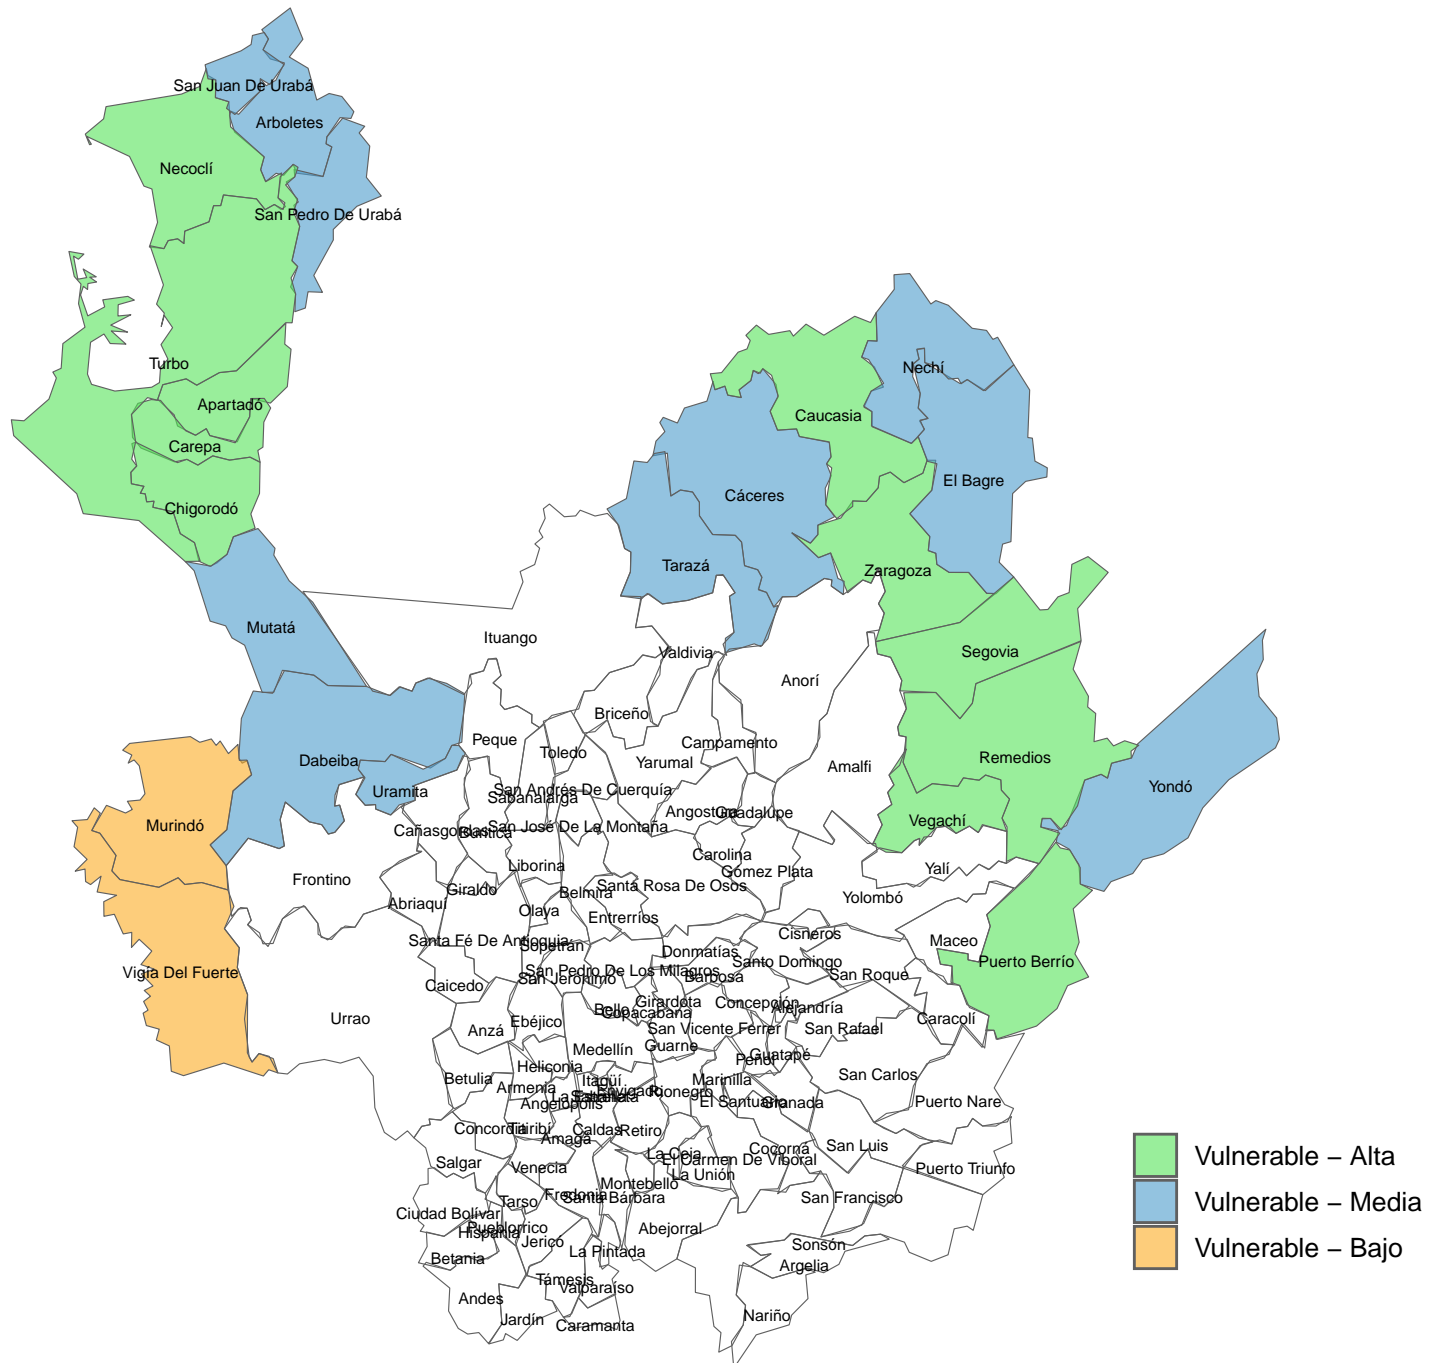 San Juan De Urabá
Arboletes
Necoclí
San Pedro De Urabá
Turbo
Nechí
Apartadó
Caucasia
Carepa
El Bagre
Cáceres
Chigorodó
Tarazá
Zaragoza
Mutatá
Ituango
Valdivia
Segovia
Anorí
Briceño
Peque
Campamento
Toledo
Dabeiba
Yarumal
Remedios
Amalfi
Yondó
Uramita
San Andrés De Cuerquía
Sabanalarga
Angostura
Guadalupe
Vegachí
Murindó
San José De La Montaña
Cañasgordas
Buriticá
Carolina
Liborina
Yalí
Gómez Plata
Frontino
Santa Rosa De Osos
Giraldo
Belmira
Yolombó
Abriaquí
Olaya
Entrerríos
Cisneros
Santa Fé De Antioquia
Maceo
Sopetrán
Donmatías
Santo Domingo
Puerto Berrío
Vigía Del Fuerte
San Pedro De Los Milagros
San Roque
Barbosa
San Jerónimo
Caicedo
Girardota
Concepción
Alejandría
Bello
Copacabana
Urrao
Caracolí
Ebéjico
Anzá
San Vicente Ferrer
San Rafael
Guarne
Medellín
Guatapé
Peñol
Heliconia
San Carlos
Betulia
Itagüí
Marinilla
Armenia
Envigado
Rionegro
La Estrella
Sabaneta
Angelópolis
El Santuario
Granada
Puerto Nare
Concordia
Titiribí
Caldas
Retiro
Amagá
San Luis
Cocorná
La Ceja
El Carmen De Viboral
Salgar
Venecia
Puerto Triunfo
La Unión
Montebello
Fredonia
Santa Bárbara
San Francisco
Tarso
Ciudad Bolívar
Pueblorrico
Hispania
Abejorral
Jericó
Sonsón
La Pintada
Betania
Argelia
Támesis
Valparaíso
Andes
Jardín
Nariño
Caramanta
Vulnerable – Alta
Vulnerable – Media
Vulnerable – Bajo